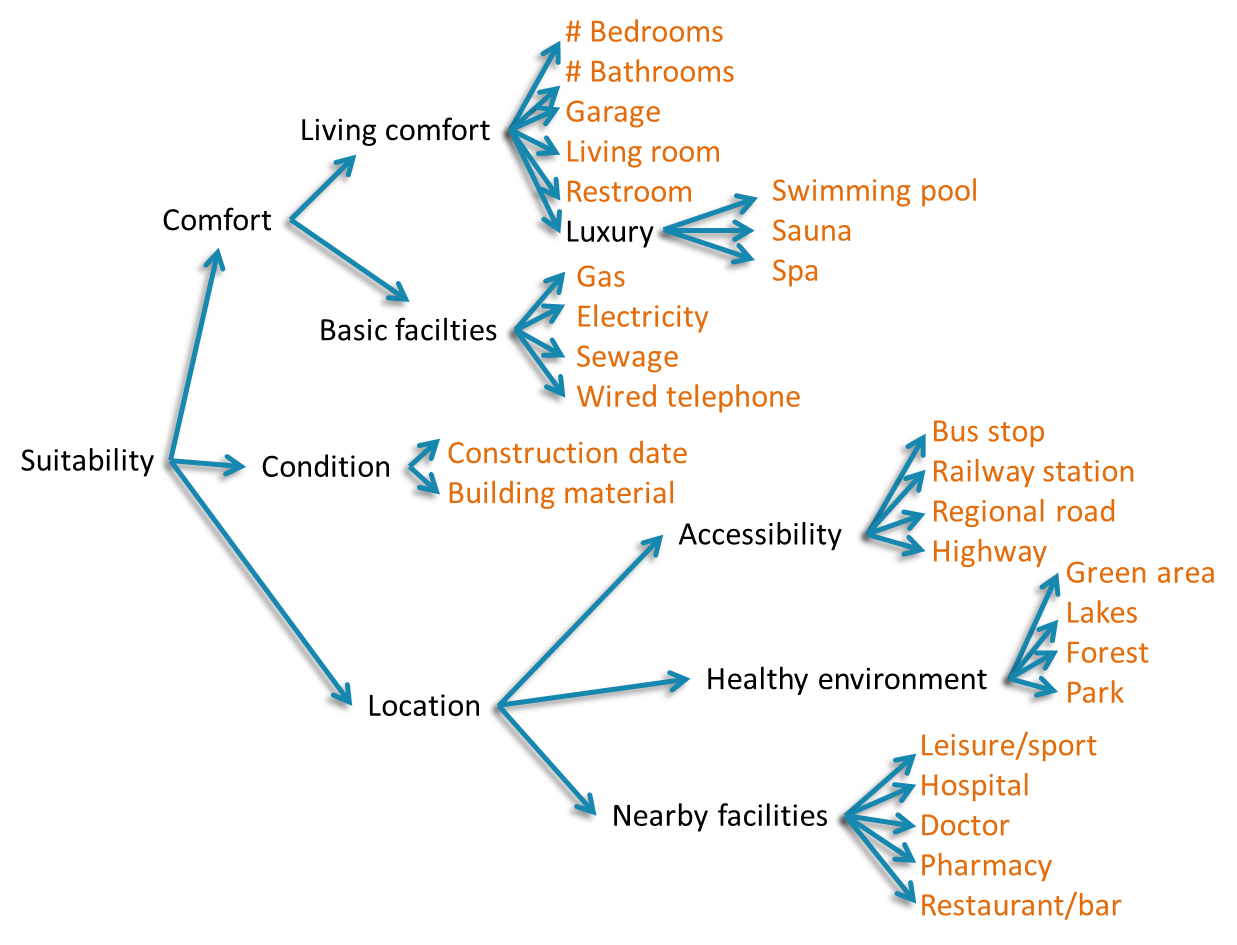 # Bedrooms
# Bathrooms
Garage
Living comfort
Living room
Restroom
Swimming pool
Comfort
Luxury
Sauna
Spa
Gas
Electricity
Basic facilties
Sewage
Wired telephone
Bus stop
Suitability
Condition
Construction date
Building material
Railway station
Regional road
Accessibility
Highway
Green area
Lakes
Forest
Healthy environment
Park
Location
Leisure/sport
Hospital
Nearby facilities
Doctor
Pharmacy
Restaurant/bar